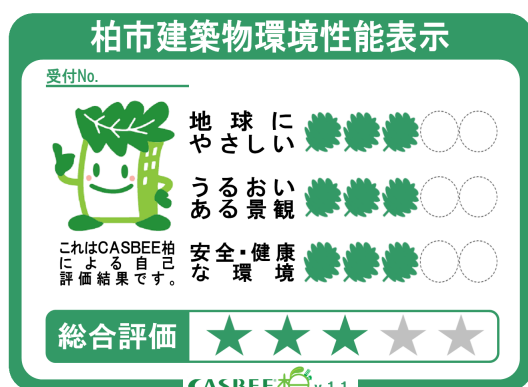 柏市建築物環境性能表示
受付No.
地球に
やさしい
うるおい
ある景観
安全・健康
な環境
これはCASBEE柏
による自己
評価結果です。
総合評価
CASBEE 柏 v.1.1